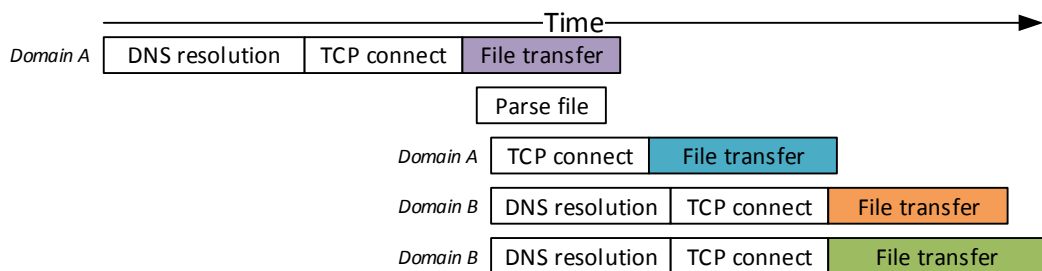 Time
Domain A DNS resolution TCP connect File transfer
Parse file
Domain A TCP connect File transfer
Domain B DNS resolution TCP connect File transfer
Domain B DNS resolution TCP connect File transfer